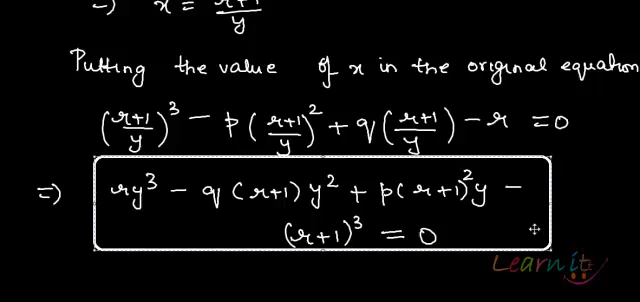 =) x = (r+1)/y
Putting the value of x in the original equation
((r+1)/y)³ - p((r+1)/y)² + q((r+1)/y) - r = 0
=) ry³ - q(r+1)y² + p(r+1)²y -
(r+1)³ = 0
Learnit